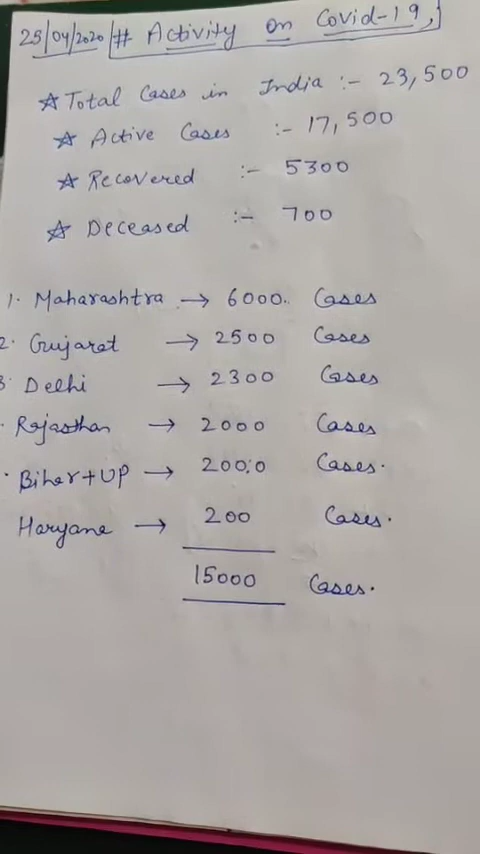 25/04/2020 # Activity on Covid-19,
☆ Total Cases in India :- 23,500
☆ Active Cases :- 17,500
☆ Recovered :- 5300
☆ Deceased :- 700
1. Maharashtra → 6000. Cases
2. Gujarat → 2500 Cases
3. Delhi → 2300 Cases
. Rajasthan → 2000 Cases
. Bihar+UP → 2000 Cases.
Haryana → 200 Cases.
15000 Cases.